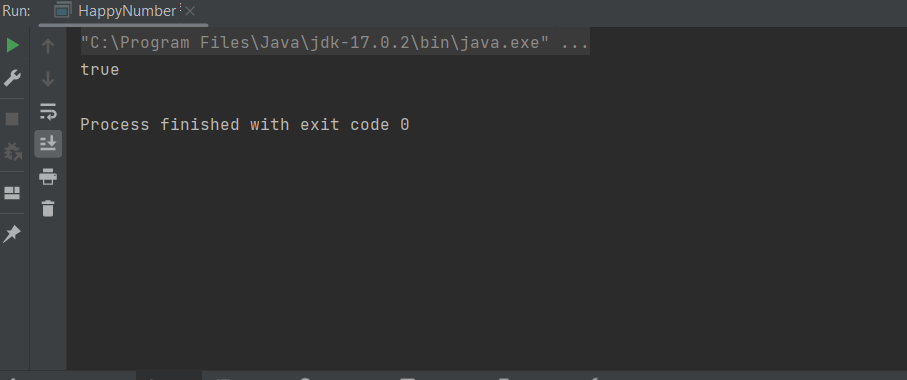 Run: HappyNumber
"C:\Program Files\Java\jdk-17.0.2\bin\java.exe" ...
true
Process finished with exit code 0